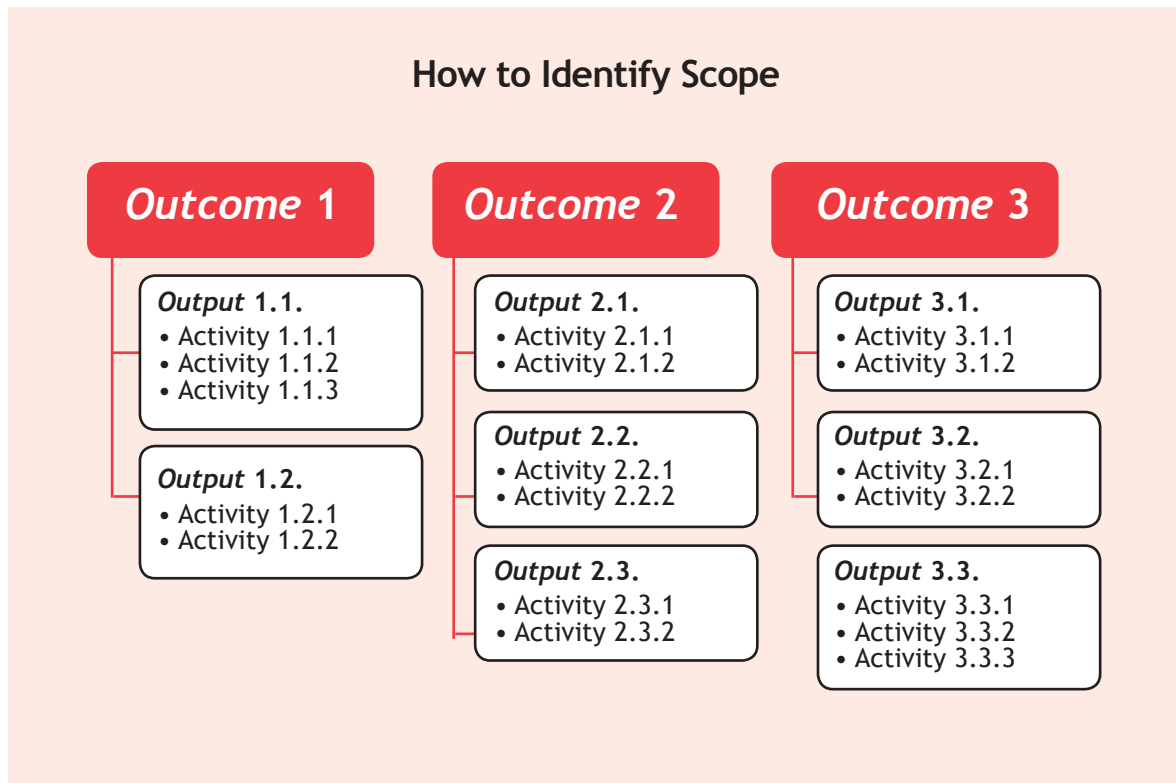 How to Identify Scope
Outcome 1
Output 1.1.
• Activity 1.1.1
• Activity 1.1.2
• Activity 1.1.3
Output 1.2.
• Activity 1.2.1
• Activity 1.2.2
Outcome 2
Output 2.1.
• Activity 2.1.1
• Activity 2.1.2
Output 2.2.
• Activity 2.2.1
• Activity 2.2.2
Output 2.3.
• Activity 2.3.1
• Activity 2.3.2
Outcome 3
Output 3.1.
• Activity 3.1.1
• Activity 3.1.2
Output 3.2.
• Activity 3.2.1
• Activity 3.2.2
Output 3.3.
• Activity 3.3.1
• Activity 3.3.2
• Activity 3.3.3